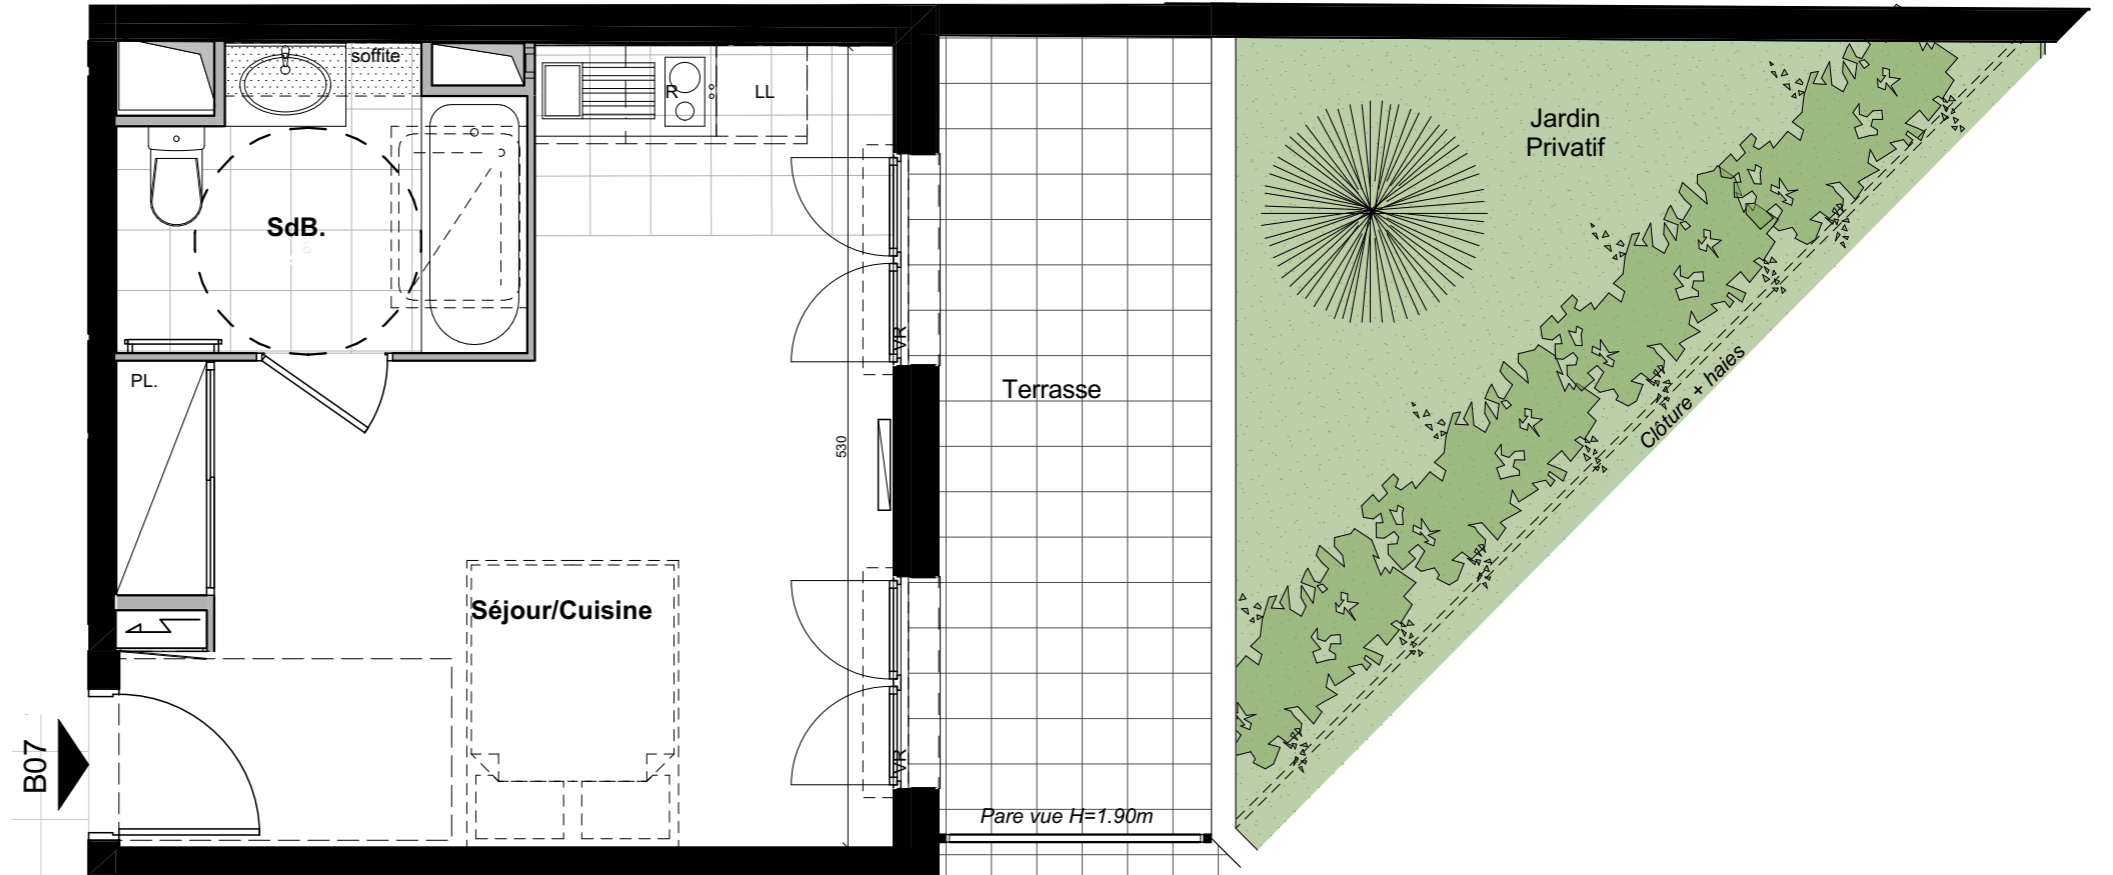 soffite
R
LL
Jardin
Privatif
SdB.
VR
PL.
Terrasse
Clôture + haies
530
Séjour/Cuisine
B07
VR
Pare vue H=1.90m